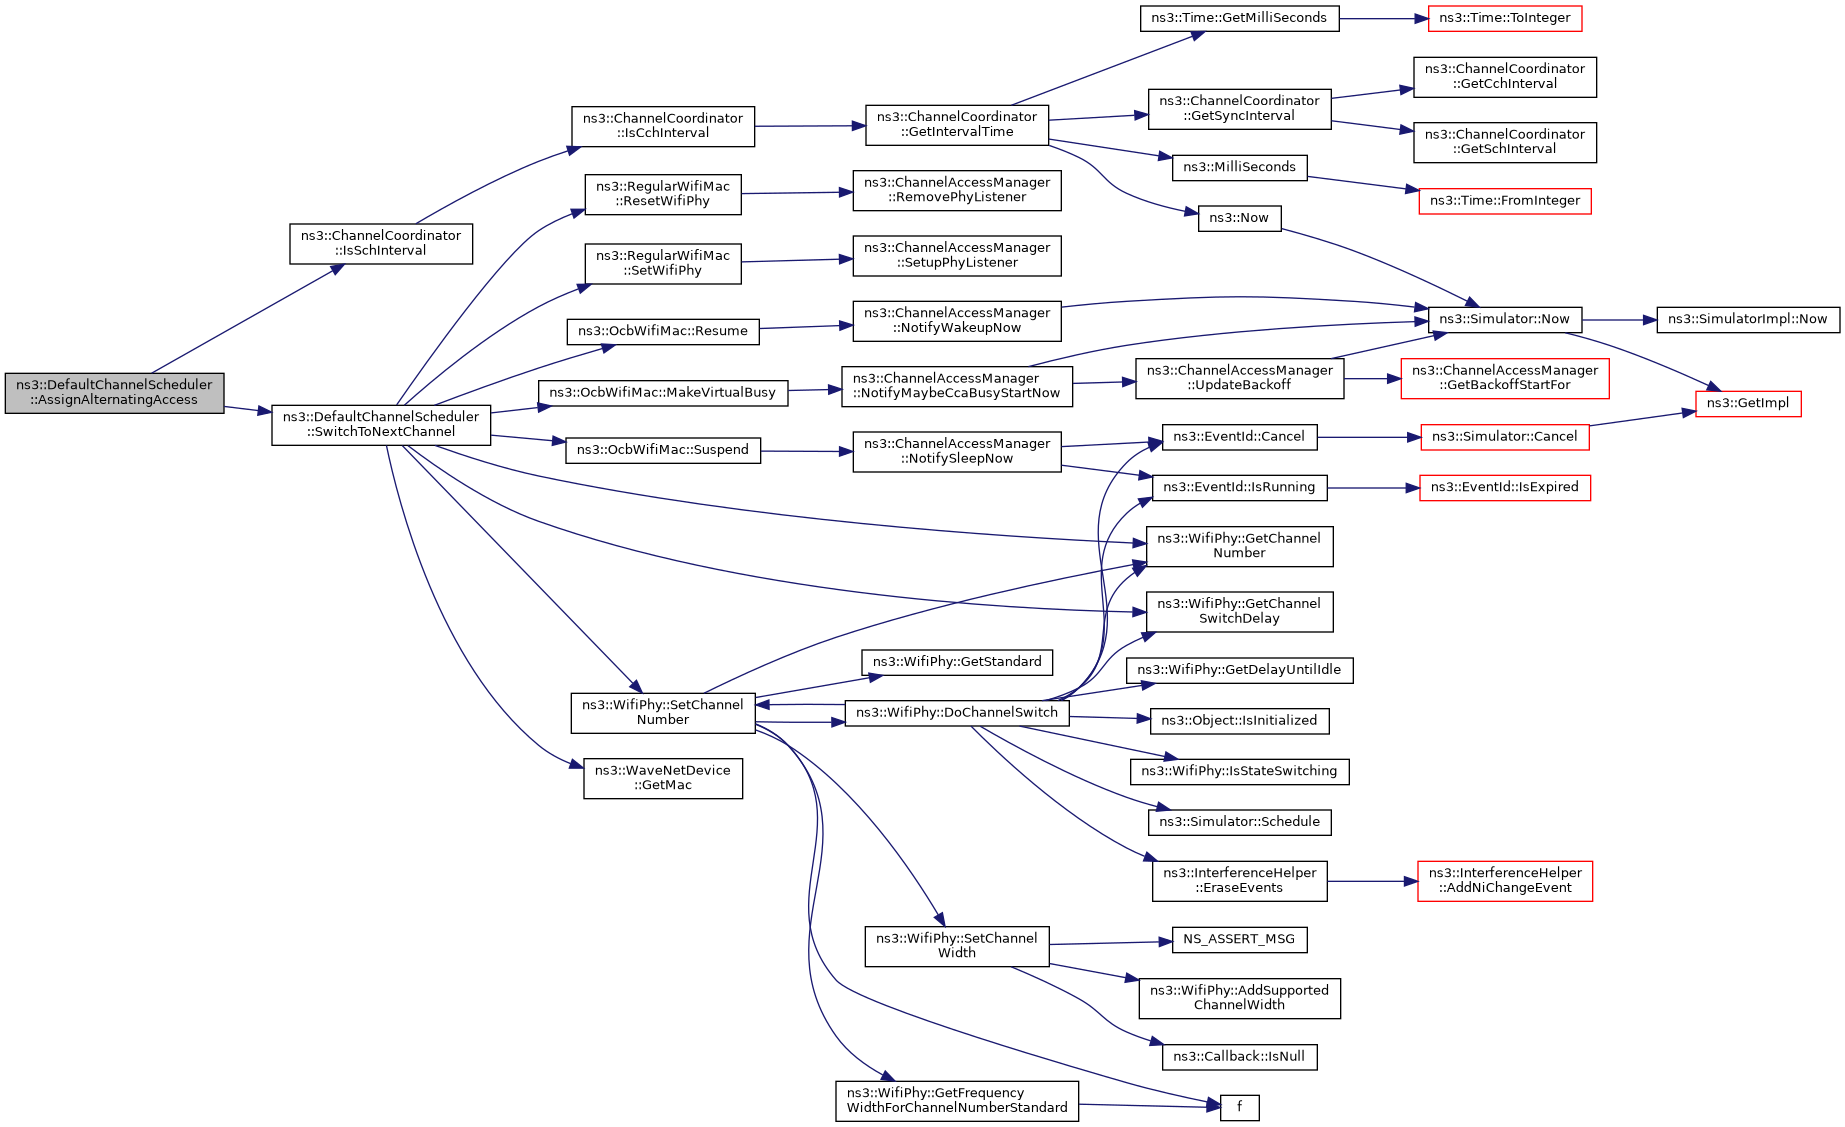 ns3::DefaultChannelScheduler
::AssignAlternatingAccess
ns3::ChannelCoordinator
::IsSchInterval
ns3::DefaultChannelScheduler
::SwitchToNextChannel
ns3::ChannelCoordinator
::IsCchInterval
ns3::RegularWifiMac
::ResetWifiPhy
ns3::RegularWifiMac
::SetWifiPhy
ns3::OcbWifiMac::Resume
ns3::OcbWifiMac::MakeVirtualBusy
ns3::OcbWifiMac::Suspend
ns3::WifiPhy::SetChannel
Number
ns3::WaveNetDevice
::GetMac
ns3::ChannelCoordinator
::GetIntervalTime
ns3::ChannelAccessManager
::RemovePhyListener
ns3::ChannelAccessManager
::SetupPhyListener
ns3::ChannelAccessManager
::NotifyWakeupNow
ns3::ChannelAccessManager
::NotifyMaybeCcaBusyStartNow
ns3::ChannelAccessManager
::NotifySleepNow
ns3::WifiPhy::GetStandard
ns3::WifiPhy::DoChannelSwitch
ns3::WifiPhy::SetChannel
Width
ns3::WifiPhy::GetFrequency
WidthForChannelNumberStandard
ns3::Time::GetMilliSeconds
ns3::ChannelCoordinator
::GetSyncInterval
ns3::MilliSeconds
ns3::Now
ns3::ChannelAccessManager
::UpdateBackoff
ns3::EventId::Cancel
ns3::EventId::IsRunning
ns3::WifiPhy::GetChannel
Number
ns3::WifiPhy::GetChannel
SwitchDelay
ns3::WifiPhy::GetDelayUntilIdle
ns3::Object::IsInitialized
ns3::WifiPhy::IsStateSwitching
ns3::Simulator::Schedule
ns3::InterferenceHelper
::EraseEvents
NS_ASSERT_MSG
ns3::WifiPhy::AddSupported
ChannelWidth
ns3::Callback::IsNull
f
ns3::Time::ToInteger
ns3::ChannelCoordinator
::GetCchInterval
ns3::ChannelCoordinator
::GetSchInterval
ns3::Time::FromInteger
ns3::Simulator::Now
ns3::ChannelAccessManager
::GetBackoffStartFor
ns3::Simulator::Cancel
ns3::EventId::IsExpired
ns3::InterferenceHelper
::AddNiChangeEvent
ns3::SimulatorImpl::Now
ns3::GetImpl